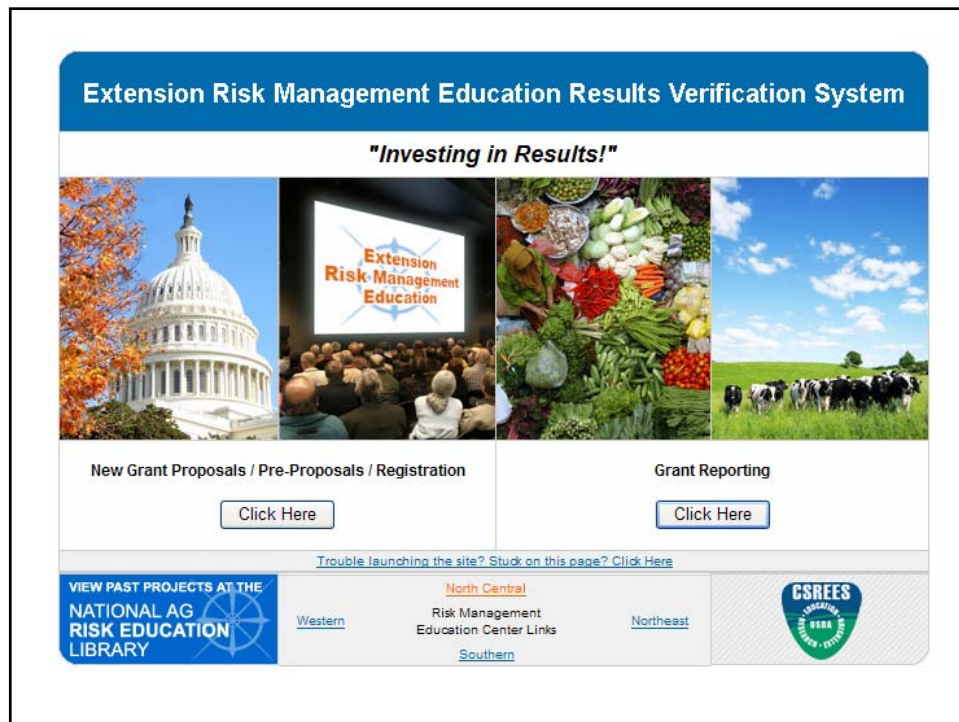 Extension Risk Management Education Results Verification System
"Investing in Results!"
Extension
Risk Management
Education
New Grant Proposals / Pre-Proposals / Registration
Click Here
Grant Reporting
Click Here
Trouble launching the site? Stuck on this page? Click Here
VIEW PAST PROJECTS AT THE
NATIONAL AG
RISK EDUCATION
LIBRARY
North Central
Western
Risk Management
Education Center Links
Northeast
Southern
CSREES
EDUCATION
USDA
RESEARCH • EXTENSION